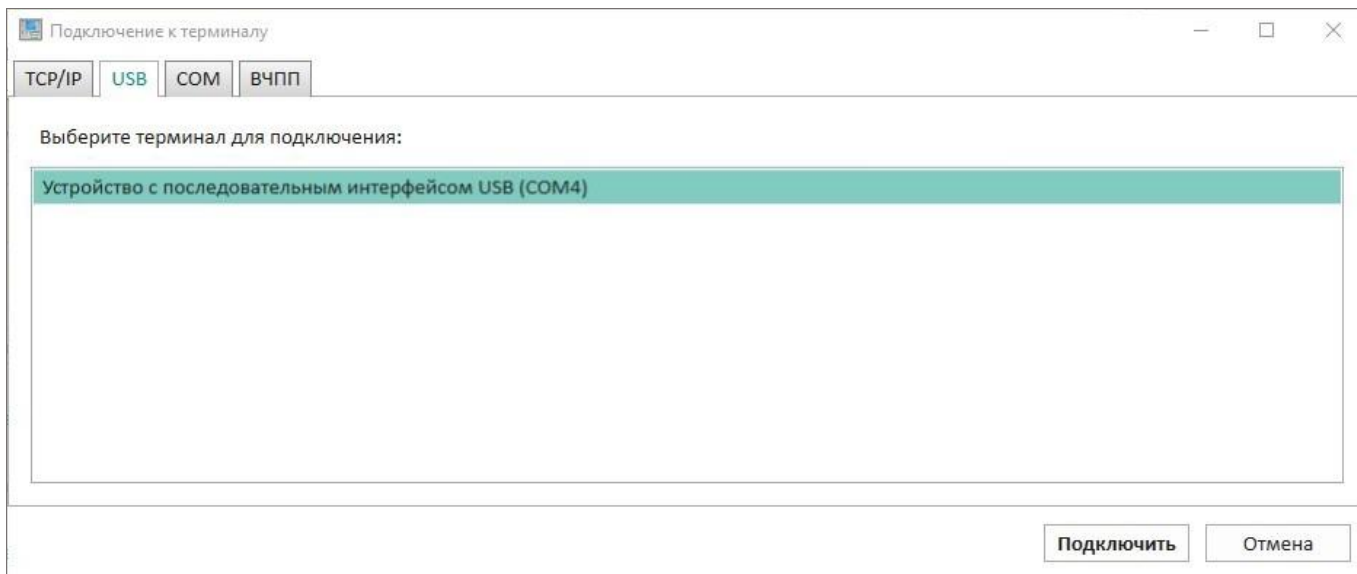 Подключение к терминалу
TCP/IP USB COM ВЧПП
Выберите терминал для подключения:
Устройство с последовательным интерфейсом USB (COM4)
Подключить Отмена